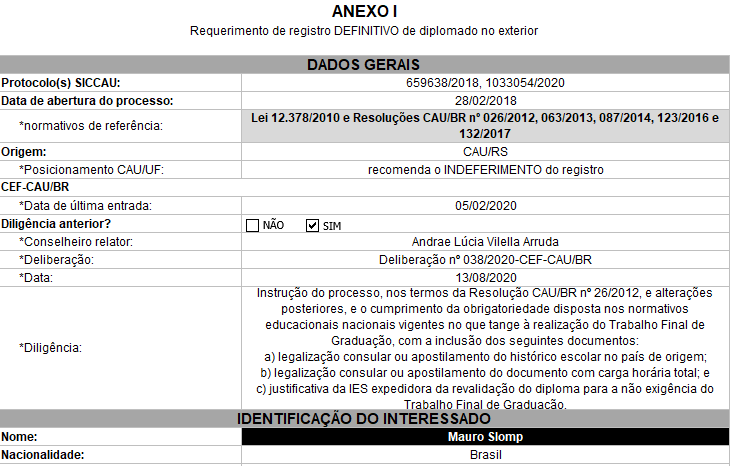 ANEXO I
Requerimento de registro DEFINITIVO de diplomado no exterior
DADOS GERAIS
Protocolo(s) SICCAU: 659638/2018, 1033054/2020
Data de abertura do processo: 28/02/2018
*normativos de referência: Lei 12.378/2010 e Resoluções CAU/BR nº 026/2012, 063/2013, 087/2014, 123/2016 e
132/2017
Origem: CAU/RS
*Posicionamento CAU/UF: recomenda o INDEFERIMENTO do registro
CEF-CAU/BR
*Data de última entrada: 05/02/2020
Diligência anterior? NÃO SIM
*Conselheiro relator: Andrae Lúcia Vilella Arruda
*Deliberação: Deliberação nº 038/2020-CEF-CAU/BR
*Data: 13/08/2020
*Diligência: Instrução do processo, nos termos da Resolução CAU/BR nº 26/2012, e alterações
posteriores, e o cumprimento da obrigatoriedade disposta nos normativos
educacionais nacionais vigentes no que tange à realização do Trabalho Final de
Graduação, com a inclusão dos seguintes documentos:
a) legalização consular ou apostilamento do histórico escolar no país de origem;
b) legalização consular ou apostilamento do documento com carga horária total; e
c) justificativa da IES expedidora da revalidação do diploma para a não exigência do
Trabalho Final de Graduação.
IDENTIFICAÇÃO DO INTERESSADO
Nome: Mauro Slomp
Nacionalidade: Brasil